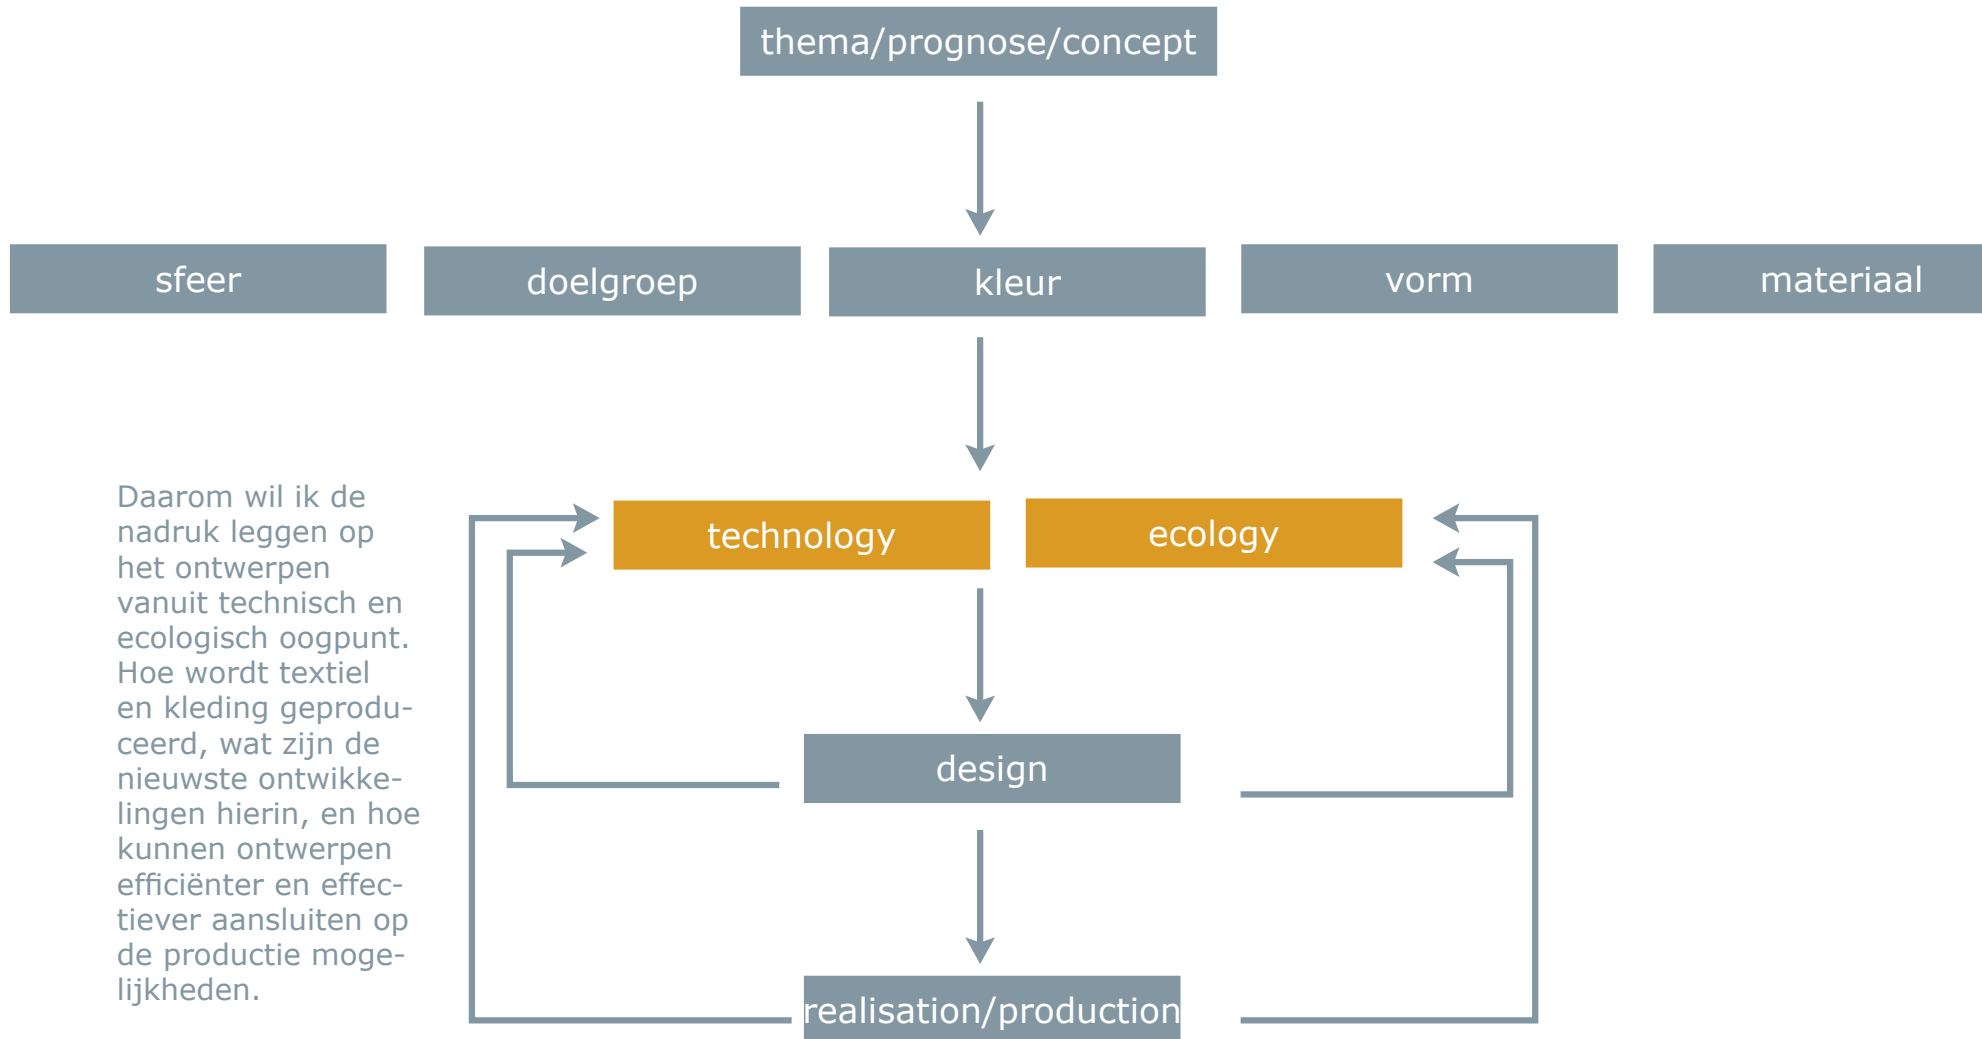 thema/prognose/concept
sfeer
doelgroep
kleur
vorm
materiaal
technology
ecology
Daarom wil ik de
nadruk leggen op
het ontwerpen
vanuit technisch en
ecologisch oogpunt.
Hoe wordt textiel
en kleding geprodu-
ceerd, wat zijn de
nieuwste ontwikke-
lingen hierin, en hoe
kunnen ontwerpen
efficiënter en effec-
tiever aansluiten op
de productie moge-
lijkheden.
design
realisation/production